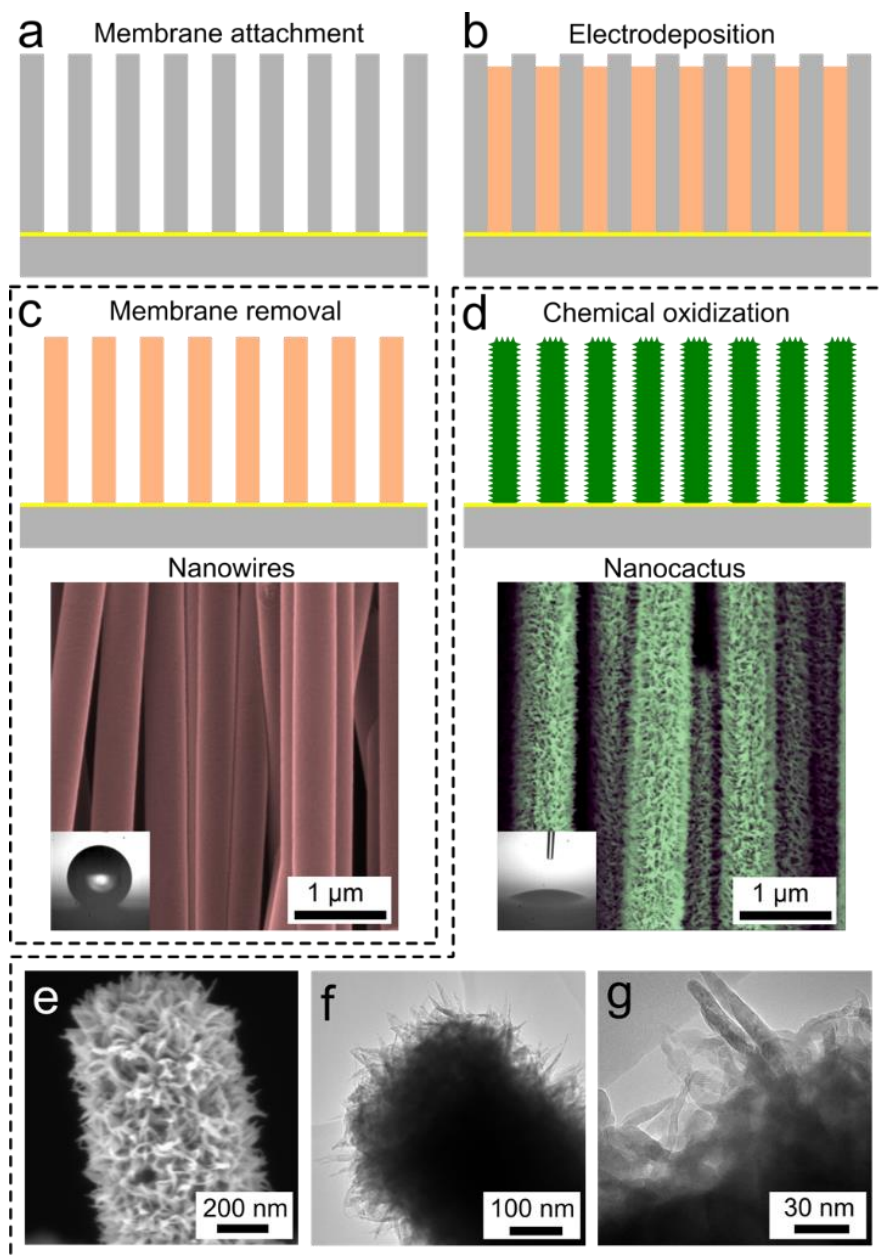 a
Membrane attachment
b
Electrodeposition
c
Membrane removal
d
Chemical oxidization
Nanowires
Nanocactus
1 μm
1 μm
e
200 nm
f
100 nm
g
30 nm